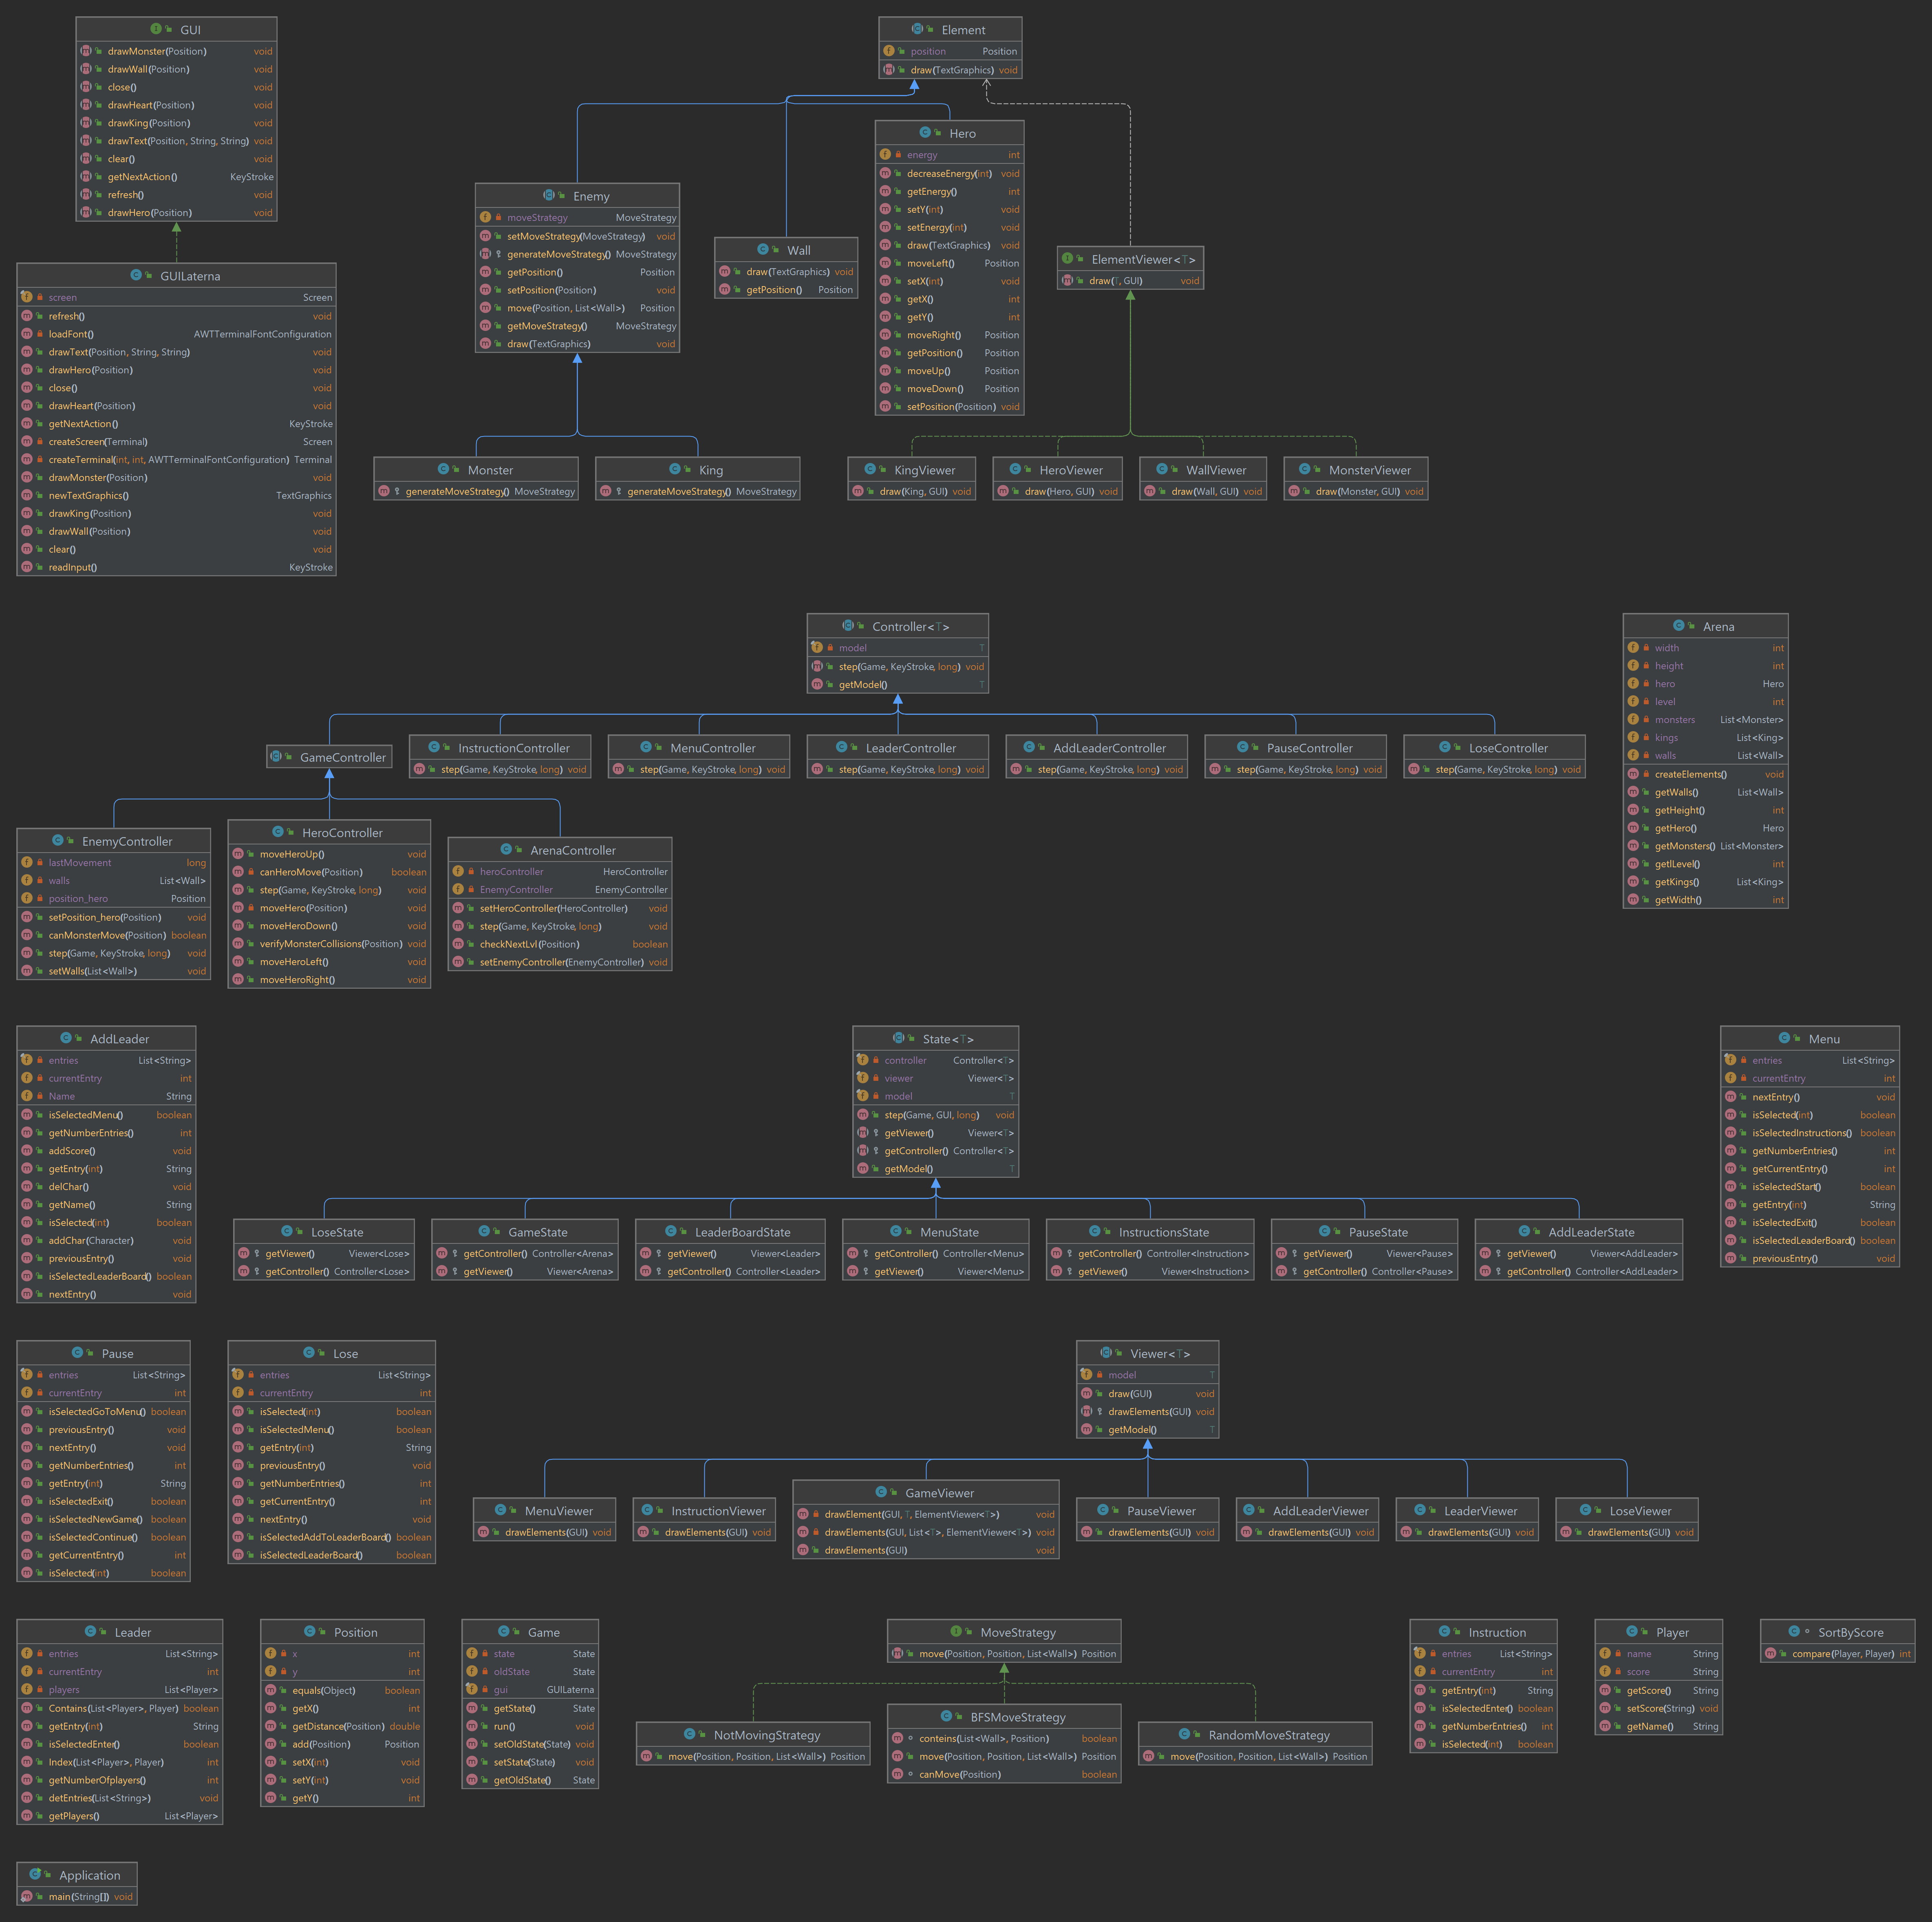 GUI
drawMonster(Position) void
drawWall(Position) void
close() void
drawHeart(Position) void
drawKing(Position) void
drawText(Position, String, String) void
clear() void
getNextAction() KeyStroke
refresh() void
drawHero(Position) void
GUILaterna
screen Screen
refresh() void
loadFont() AWTTerminalFontConfiguration
drawText(Position, String, String) void
drawHero(Position) void
close() void
drawHeart(Position) void
getNextAction() KeyStroke
createScreen(Terminal) Screen
createTerminal(int, int, AWTTerminalFontConfiguration) Terminal
drawMonster(Position) void
newTextGraphics() TextGraphics
drawKing(Position) void
drawWall(Position) void
clear() void
readInput() KeyStroke
Element
position Position
draw(TextGraphics) void
Enemy
moveStrategy MoveStrategy
setMoveStrategy(MoveStrategy) void
generateMoveStrategy() MoveStrategy
getPosition() Position
setPosition(Position) void
move(Position, List<Wall>) Position
getMoveStrategy() MoveStrategy
draw(TextGraphics) void
Wall
draw(TextGraphics) void
getPosition() Position
Hero
energy int
decreaseEnergy(int) void
getEnergy() int
setY(int) void
setEnergy(int) void
draw(TextGraphics) void
moveLeft() Position
setX(int) void
getX() int
getY() int
moveRight() Position
getPosition() Position
moveUp() Position
moveDown() Position
setPosition(Position) void
ElementViewer<T>
draw(T, GUI) void
Monster
generateMoveStrategy() MoveStrategy
King
generateMoveStrategy() MoveStrategy
KingViewer
draw(King, GUI) void
HeroViewer
draw(Hero, GUI) void
WallViewer
draw(Wall, GUI) void
MonsterViewer
draw(Monster, GUI) void
Controller<T>
model T
step(Game, KeyStroke, long) void
getModel() T
GameController
InstructionController
step(Game, KeyStroke, long) void
MenuController
step(Game, KeyStroke, long) void
LeaderController
step(Game, KeyStroke, long) void
AddLeaderController
step(Game, KeyStroke, long) void
PauseController
step(Game, KeyStroke, long) void
LoseController
step(Game, KeyStroke, long) void
Arena
width int
height int
hero Hero
level int
monsters List<Monster>
kings List<King>
walls List<Wall>
createElements() void
getWalls() List<Wall>
getHeight() int
getHero() Hero
getMonsters() List<Monster>
getlLevel() int
getKings() List<King>
getWidth() int
EnemyController
lastMovement long
walls List<Wall>
position_hero Position
setPosition_hero(Position) void
canMonsterMove(Position) boolean
step(Game, KeyStroke, long) void
setWalls(List<Wall>) void
HeroController
moveHeroUp() void
canHeroMove(Position) boolean
step(Game, KeyStroke, long) void
moveHero(Position) void
moveHeroDown() void
verifyMonsterCollisions(Position) void
moveHeroLeft() void
moveHeroRight() void
ArenaController
heroController HeroController
EnemyController EnemyController
setHeroController(HeroController) void
step(Game, KeyStroke, long) void
checkNextLvl(Position) boolean
setEnemyController(EnemyController) void
AddLeader
entries List<String>
currentEntry int
Name String
isSelectedMenu() boolean
getNumberEntries() int
addScore() void
getEntry(int) String
delChar() void
getName() String
isSelected(int) boolean
addChar(Character) void
previousEntry() void
isSelectedLeaderBoard() boolean
nextEntry() void
State<T>
controller Controller<T>
viewer Viewer<T>
model T
step(Game, GUI, long) void
getViewer() Viewer<T>
getController() Controller<T>
getModel() T
LoseState
getViewer() Viewer<Lose>
getController() Controller<Lose>
GameState
getController() Controller<Arena>
getViewer() Viewer<Arena>
LeaderBoardState
getViewer() Viewer<Leader>
getController() Controller<Leader>
MenuState
getController() Controller<Menu>
getViewer() Viewer<Menu>
InstructionsState
getController() Controller<Instruction>
getViewer() Viewer<Instruction>
PauseState
getViewer() Viewer<Pause>
getController() Controller<Pause>
AddLeaderState
getViewer() Viewer<AddLeader>
getController() Controller<AddLeader>
Menu
entries List<String>
currentEntry int
nextEntry() void
isSelected(int) boolean
isSelectedInstructions() boolean
getNumberEntries() int
getCurrentEntry() int
isSelectedStart() boolean
getEntry(int) String
isSelectedExit() boolean
isSelectedLeaderBoard() boolean
previousEntry() void
Pause
entries List<String>
currentEntry int
isSelectedGoToMenu() boolean
previousEntry() void
nextEntry() void
getNumberEntries() int
getEntry(int) String
isSelectedExit() boolean
isSelectedNewGame() boolean
isSelectedContinue() boolean
getCurrentEntry() int
isSelected(int) boolean
Lose
entries List<String>
currentEntry int
isSelected(int) boolean
isSelectedMenu() boolean
getEntry(int) String
previousEntry() void
getNumberEntries() int
getCurrentEntry() int
nextEntry() void
isSelectedAddToLeaderBoard() boolean
isSelectedLeaderBoard() boolean
Viewer<T>
model T
draw(GUI) void
drawElements(GUI) void
getModel() T
MenuViewer
drawElements(GUI) void
InstructionViewer
drawElements(GUI) void
GameViewer
drawElement(GUI, T, ElementViewer<T>) void
drawElements(GUI, List<T>, ElementViewer<T>) void
drawElements(GUI) void
PauseViewer
drawElements(GUI) void
AddLeaderViewer
drawElements(GUI) void
LeaderViewer
drawElements(GUI) void
LoseViewer
drawElements(GUI) void
Leader
entries List<String>
currentEntry int
players List<Player>
Contains(List<Player>, Player) boolean
getEntry(int) String
isSelectedEnter() boolean
Index(List<Player>, Player) int
getNumberOfplayers() int
detEntries(List<String>) void
getPlayers() List<Player>
Position
x int
y int
equals(Object) boolean
getX() int
getDistance(Position) double
add(Position) Position
setX(int) void
setY(int) void
getY() int
Game
state State
oldState State
gui GUILaterna
getState() State
run() void
setOldState(State) void
setState(State) void
getOldState() State
MoveStrategy
move(Position, Position, List<Wall>) Position
NotMovingStrategy
move(Position, Position, List<Wall>) Position
BFSMoveStrategy
conteins(List<Wall>, Position) boolean
move(Position, Position, List<Wall>) Position
canMove(Position) boolean
RandomMoveStrategy
move(Position, Position, List<Wall>) Position
Instruction
entries List<String>
currentEntry int
getEntry(int) String
isSelectedEnter() boolean
getNumberEntries() int
isSelected(int) boolean
Player
name String
score String
getScore() String
setScore(String) void
getName() String
SortByScore
compare(Player, Player) int
Application
main(String[]) void